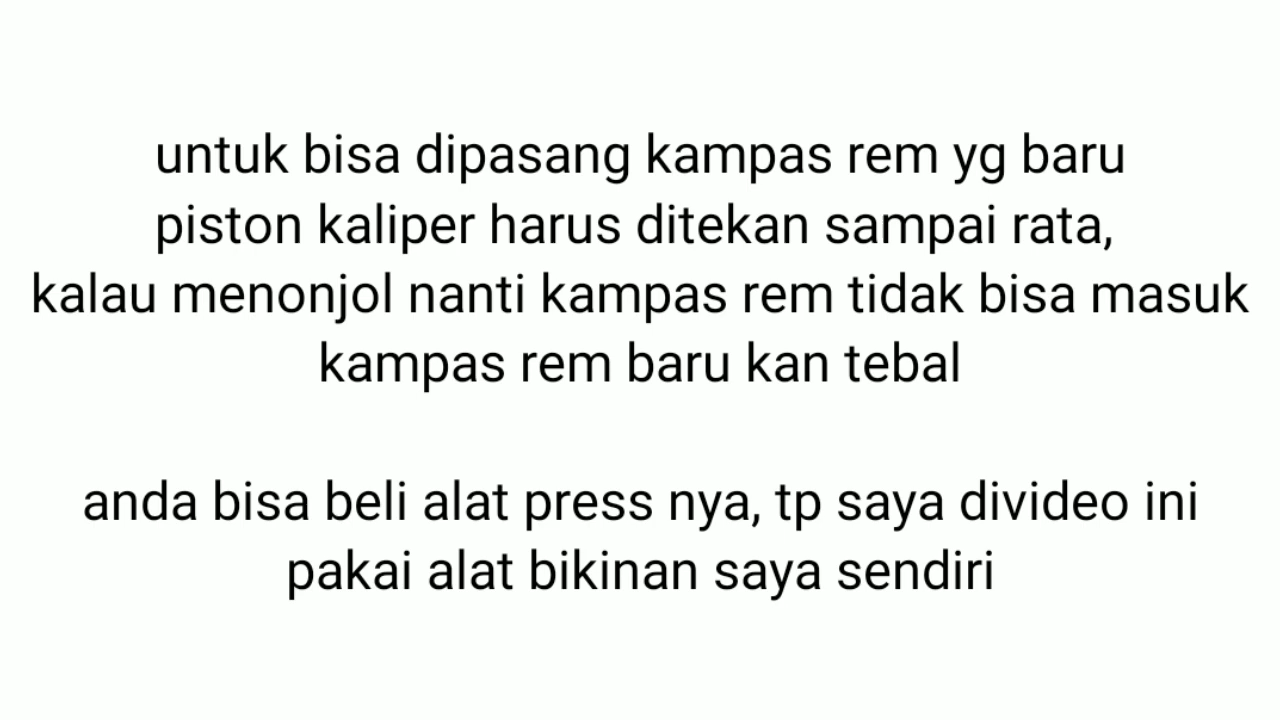 untuk bisa dipasang kampas rem yg baru
piston kaliper harus ditekan sampai rata,
kalau menonjol nanti kampas rem tidak bisa masuk
kampas rem baru kan tebal
anda bisa beli alat press nya, tp saya divideo ini
pakai alat bikinan saya sendiri